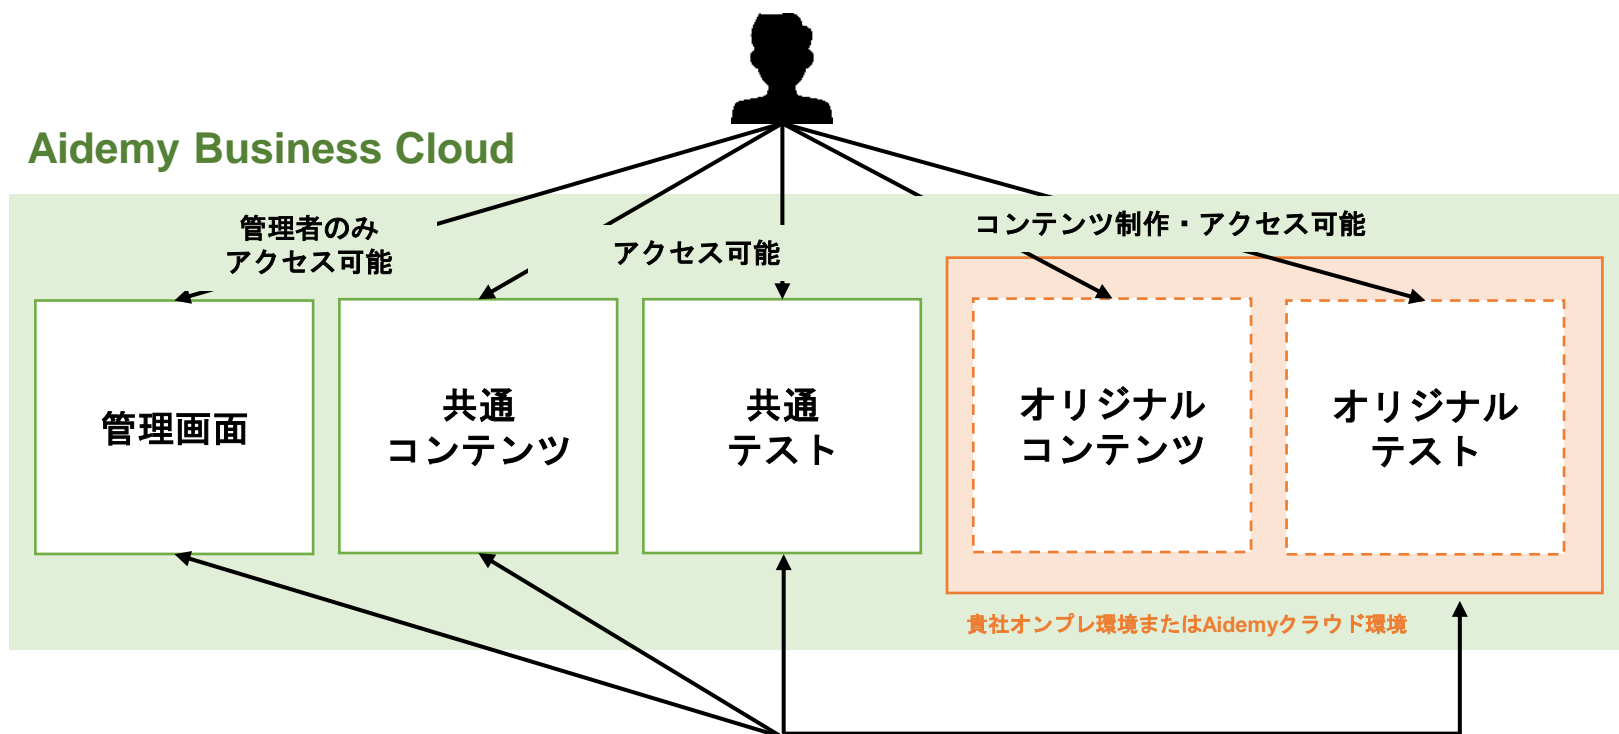 Aidemy Business Cloud
管理者のみ
アクセス可能
アクセス可能
コンテンツ制作・アクセス可能
管理画面
共通
コンテンツ
共通
テスト
オリジナル
コンテンツ
オリジナル
テスト
貴社オンプレ環境またはAidemyクラウド環境